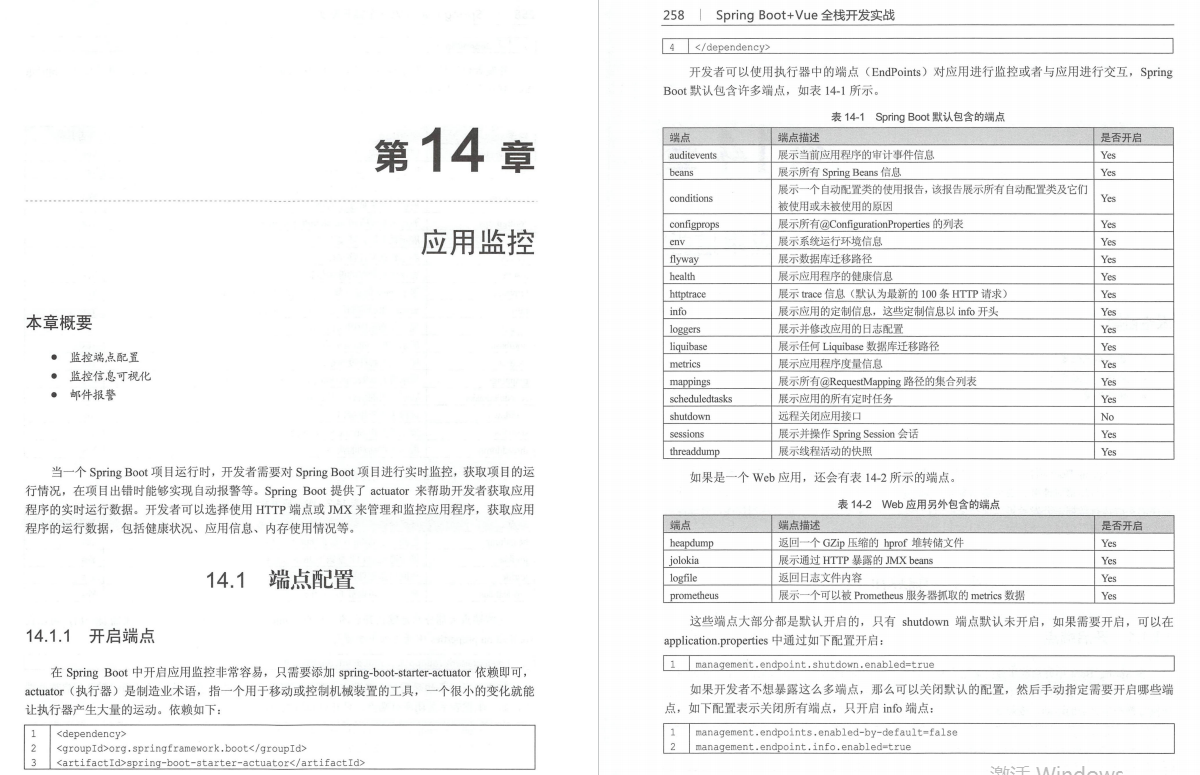 第14章
应用监控
本章概要
● 监控端点配置
● 监控信息可视化
● 邮件报警
当一个 Spring Boot 项目运行时，开发者需要对 Spring Boot 项目进行实时监控，获取项目的运
行情况，在项目出错时能够实现自动报警等。Spring Boot 提供了 actuator 来帮助开发者获取应用
程序的实时运行数据。开发者可以选择使用 HTTP 端点或 JMX 来管理和监控应用程序，获取应用
程序的运行数据，包括健康状况、应用信息、内存使用情况等。
14.1 端点配置
14.1.1 开启端点
在 Spring Boot 中开启应用监控非常容易，只需要添加 spring-boot-starter-actuator 依赖即可，
actuator（执行器）是制造业术语，指一个用于移动或控制机械装置的工具，一个很小的变化就能
让执行器产生大量的运动。依赖如下：
1 <dependency>
2 <groupId>org.springframework.boot</groupId>
3 <artifactId>spring-boot-starter-actuator</artifactId>
258 | Spring Boot+Vue 全栈开发实战
4 </dependency>
开发者可以使用执行器中的端点（EndPoints）对应用进行监控或者与应用进行交互，Spring
Boot 默认包含许多端点，如表 14-1 所示。
表 14-1 Spring Boot 默认包含的端点
端点 端点描述 是否开启
auditevents 展示当前应用程序的审计事件信息 Yes
beans 展示所有 Spring Beans 信息 Yes
conditions 展示一个自动配置类的使用报告，该报告展示所有自动配置类及它们
被使用或未被使用的原因 Yes
configprops 展示所有@ConfigurationProperties 的列表 Yes
env 展示系统运行环境信息 Yes
flyway 展示数据库迁移路径 Yes
health 展示应用程序的健康信息 Yes
httptrace 展示 trace 信息（默认为最新的 100 条 HTTP 请求） Yes
info 展示应用的定制信息，这些定制信息以 info 开头 Yes
loggers 展示并修改应用的日志配置 Yes
liquibase 展示任何 Liquibase 数据库迁移路径 Yes
metrics 展示应用程序度量信息 Yes
mappings 展示所有@RequestMapping 路径的集合列表 Yes
scheduledtasks 展示应用的所有定时任务 Yes
shutdown 远程关闭应用接口 No
sessions 展示并操作 Spring Session 会话 Yes
threaddump 展示线程活动的快照 Yes
如果是一个 Web 应用，还会有表 14-2 所示的端点。
表 14-2 Web 应用另外包含的端点
端点 端点描述 是否开启
heapdump 返回一个 GZip 压缩的 hprof 堆转储文件 Yes
jolokia 展示通过 HTTP 暴露的 JMX beans Yes
logfile 返回日志文件内容 Yes
prometheus 展示一个可以被 Prometheus 服务器抓取的 metrics 数据 Yes
这些端点大部分都是默认开启的，只有 shutdown 端点默认未开启，如果需要开启，可以在
application.properties 中通过如下配置开启：
1 management.endpoint.shutdown.enabled=true
如果开发者不想暴露这么多端点，那么可以关闭默认的配置，然后手动指定需要开启哪些端
点，如下配置表示关闭所有端点，只开启 info 端点：
1 management.endpoints.enabled-by-default=false
2 management.endpoint.info.enabled=true
激活 Windows